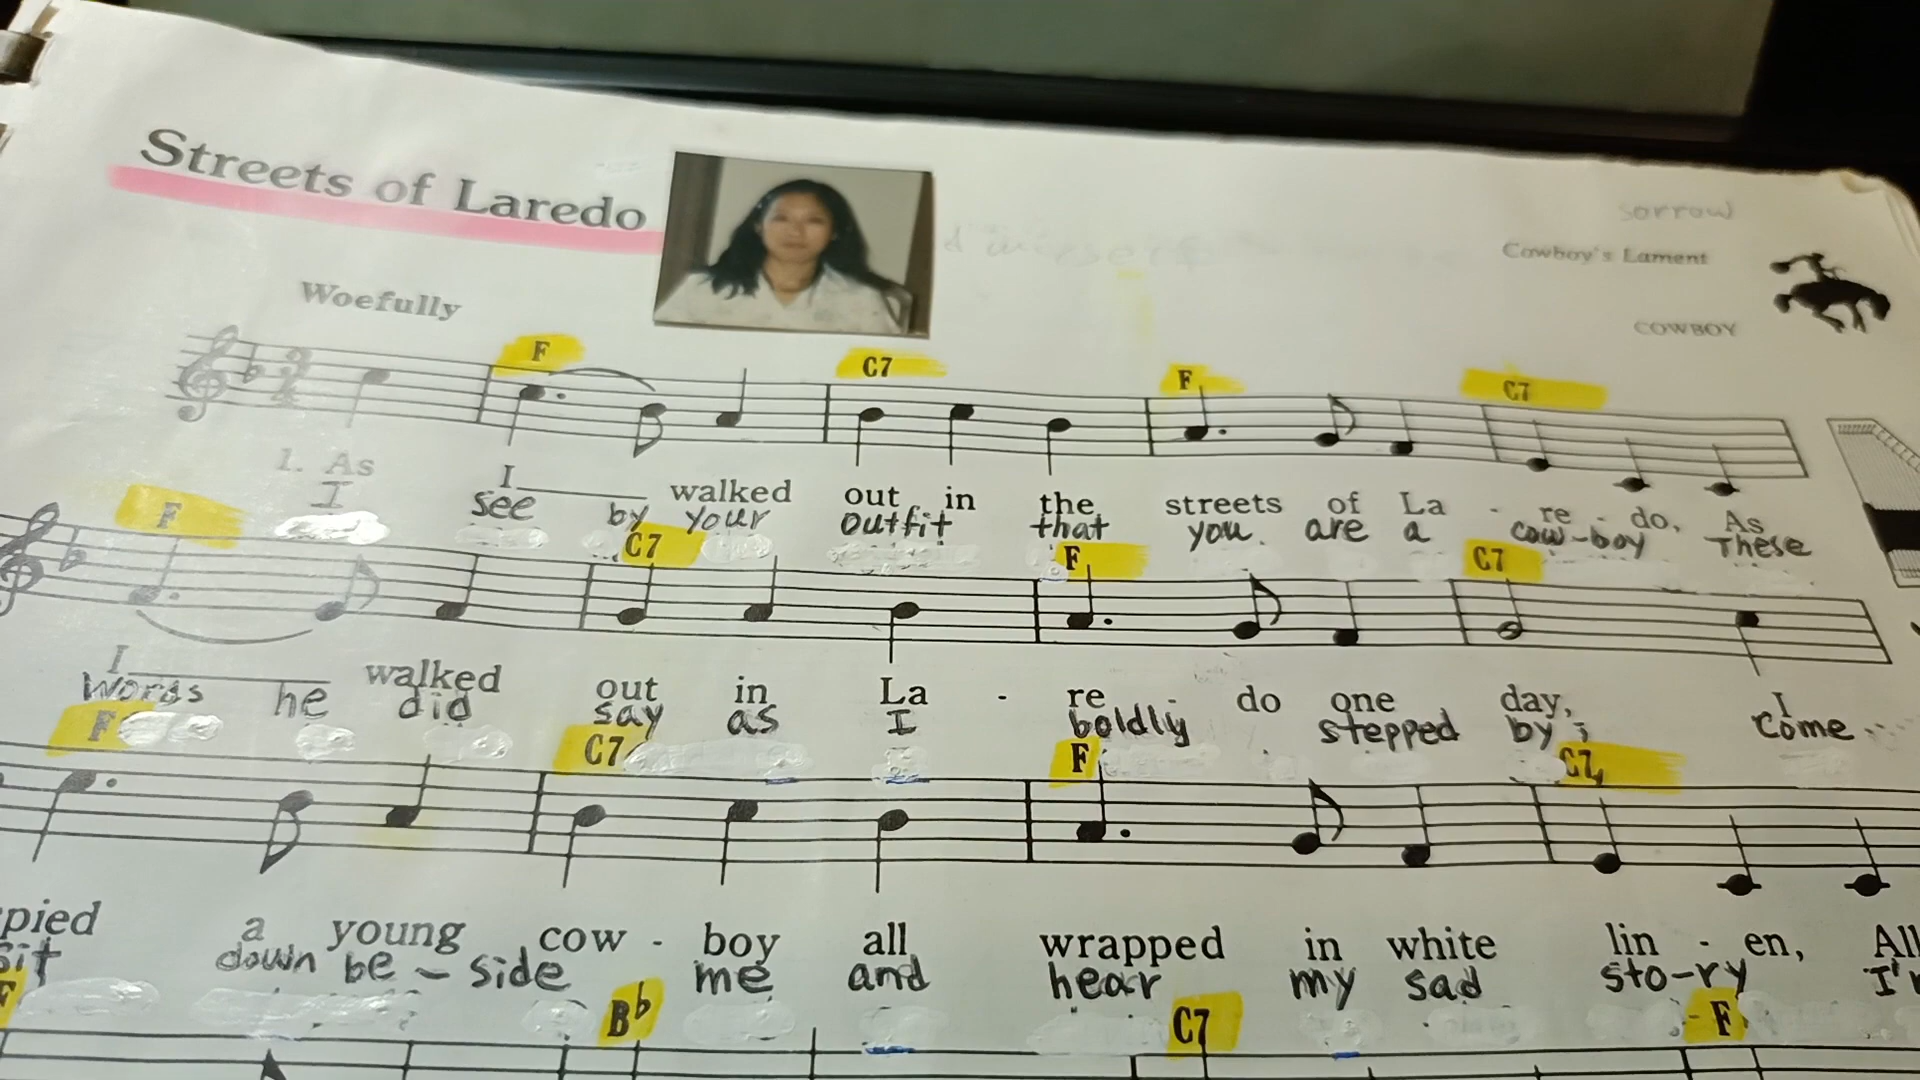 Streets of Laredo
sorrow
Cowboy's Lament
Woefully
COWBOY
F C7 F C7
1. As I walked out in the streets of La - re - do, As
I see by your outfit that you. are a cow-boy These
F C7 F C7
I walked out in La - re - do one day, I
Words he did say as I boldly stepped by; Come
F C7 F C7
pied a young cow - boy all wrapped in white lin - en, All
sit down be - side me and hear my sad sto-ry
F Bb C7 F